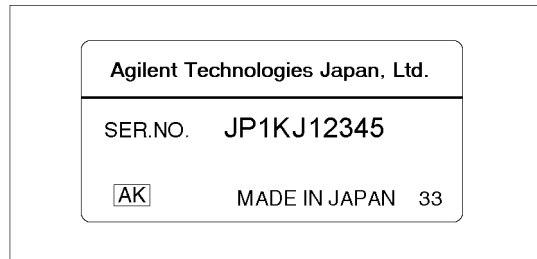 Agilent Technologies Japan, Ltd.
SER.NO. JP1KJ12345
AK MADE IN JAPAN 33